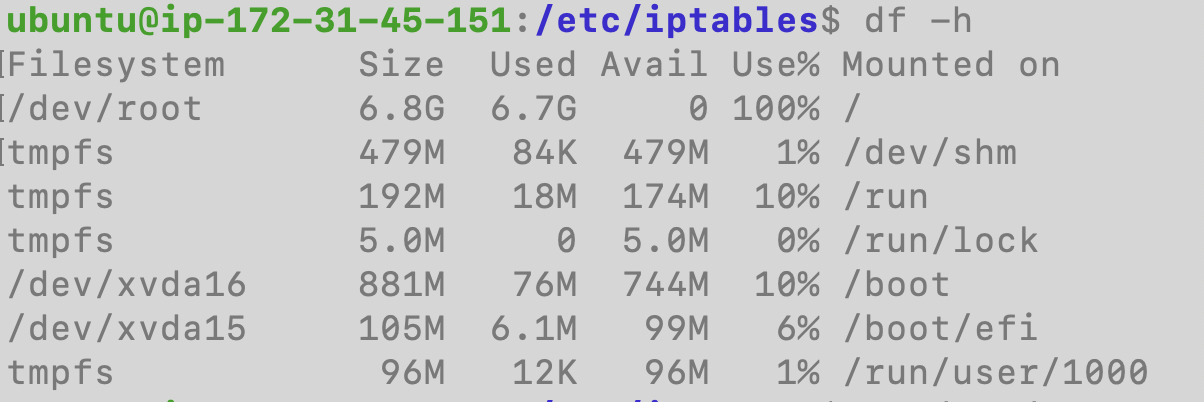 ubuntu@ip-172-31-45-151:/etc/iptables$ df -h
Filesystem      Size  Used Avail Use% Mounted on
/dev/root       6.8G  6.7G     0 100% /
tmpfs           479M   84K  479M   1% /dev/shm
tmpfs           192M   18M  174M  10% /run
tmpfs           5.0M     0  5.0M   0% /run/lock
/dev/xvda16     881M   76M  744M  10% /boot
/dev/xvda15     105M  6.1M   99M   6% /boot/efi
tmpfs            96M   12K   96M   1% /run/user/1000